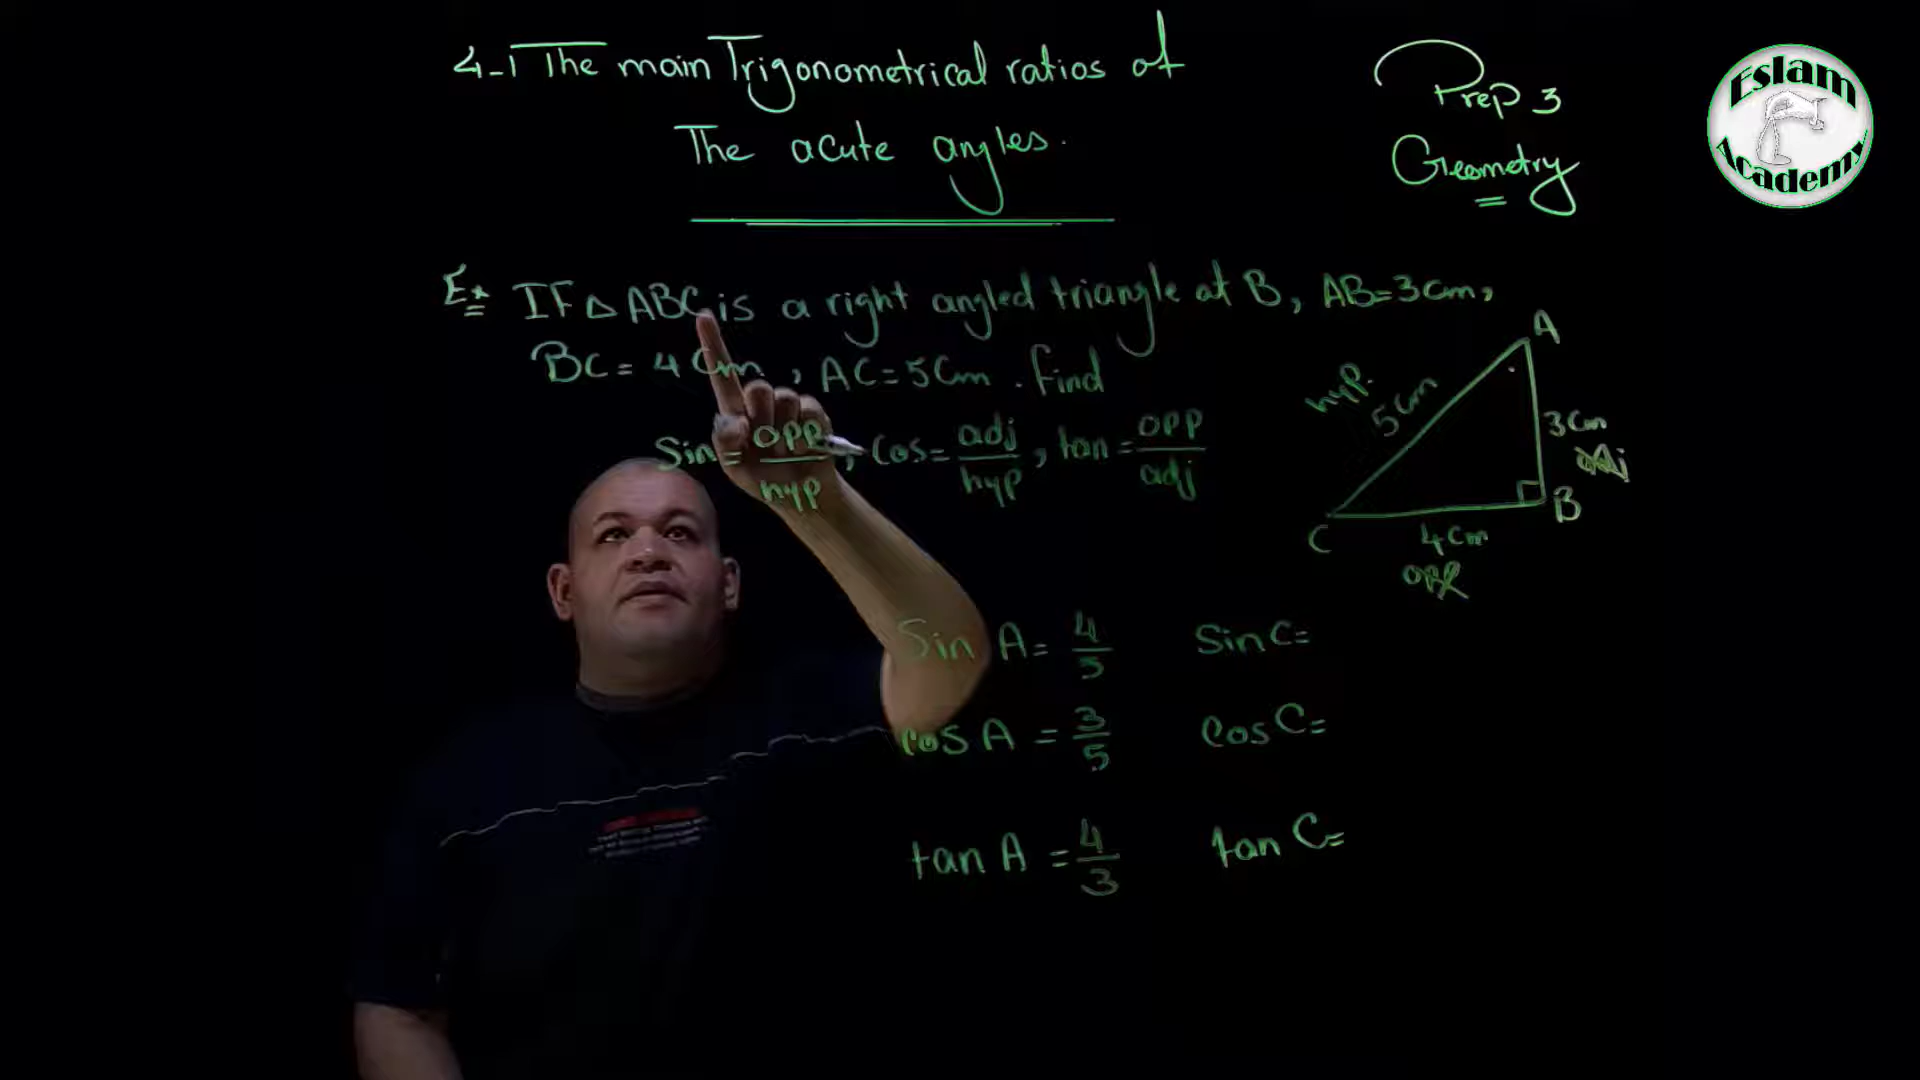 4-1 The main Trigonometrical ratios of
The acute angles.
Prep 3
Geometry
Eslam
Academy
Ex IF △ ABC is a right angled triangle at B, AB=3cm,
BC= 4 Cm, AC=5Cm. find
Sin= opp/hyp, Cos= adj/hyp, tan= opp/adj
A
hyp.
5cm
3Cm
adj
B
C
4Cm
opp
Sin A= 4/5 Sin C=
cos A = 3/5 cos C=
tan A = 4/3 tan C=